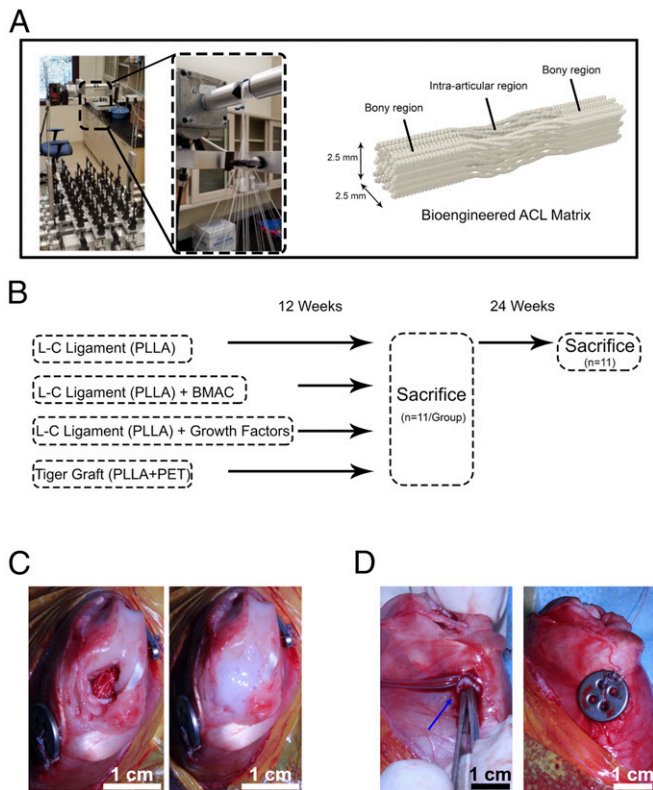 A
Bony region
Intra-articular region
Bony region
2.5 mm
2.5 mm
Bioengineered ACL Matrix
B
12 Weeks
24 Weeks
L-C Ligament (PLLA)
L-C Ligament (PLLA) + BMAC
L-C Ligament (PLLA) + Growth Factors
Tiger Graft (PLLA+PET)
Sacrifice
(n=11/Group)
Sacrifice
(n=11)
C
D
1 cm
1 cm
1 cm
1 cm